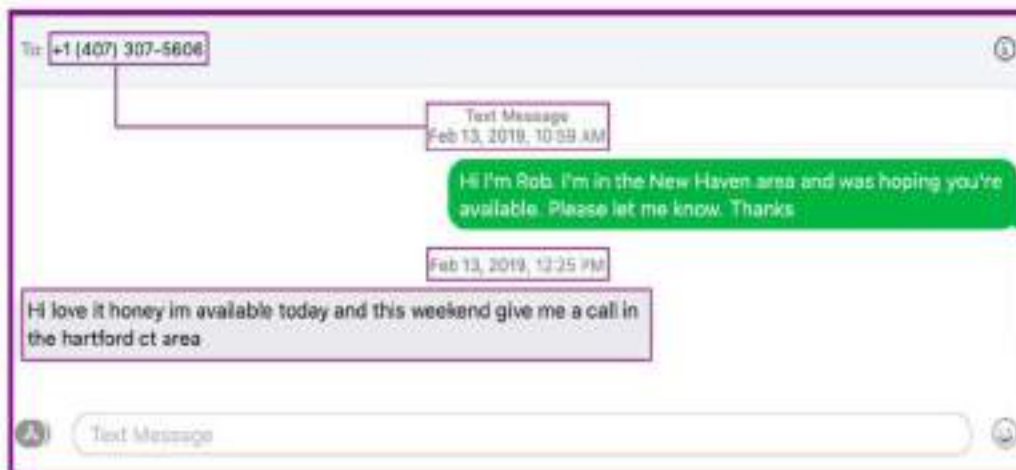 To: +1 (407) 307-5606
Text Message
Feb 13, 2019, 10:59 AM
Hi I'm Rob. I'm in the New Haven area and was hoping you're
available. Please let me know. Thanks
Feb 13, 2019, 12:25 PM
Hi love it honey im available today and this weekend give me a call in
the hartford ct area
Text Message